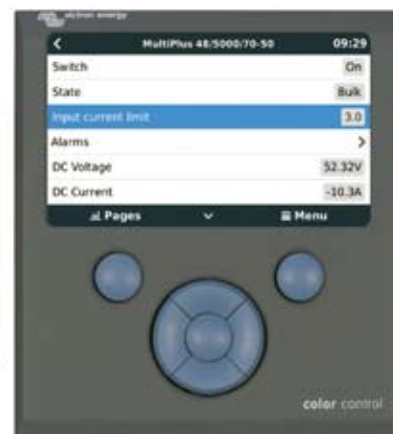 victron energy
MultiPlus 48/5000/70-50 09:29
Switch On
State Bulk
Input current limit 3.0
Alarms
DC Voltage 52.32V
DC Current -10.3A
Pages Menu
color control